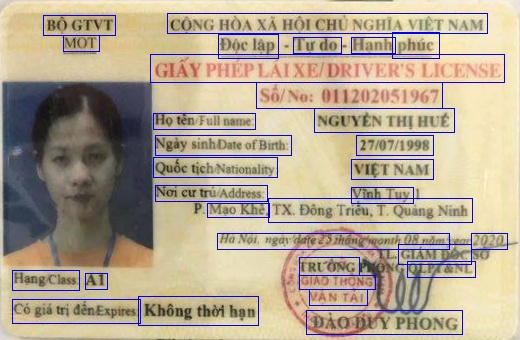 BỘ GTVT
MOT
CỘNG HÒA XÃ HỘI CHỦ NGHĨA VIỆT NAM
Độc lập - Tự do - Hạnh phúc
GIẤY PHÉP LÁI XE/DRIVER'S LICENSE
Số/No: 011202051967
Họ tên/Full name: NGUYỄN THỊ HUẾ
Ngày sinh/Date of Birth: 27/07/1998
Quốc tịch/Nationality: VIỆT NAM
Nơi cư trú/Address: Vĩnh Tuy 1
P. Mạo Khê, TX. Đông Triều, T. Quảng Ninh
Hà Nội, ngày/date 25 tháng/month 08 năm/year 2020
TL. GIÁM ĐỐC SỞ
TRƯỞNG PHÒNG QLPT&NL
GIAO THÔNG
VẬN TẢI
Hạng/Class: A1
Có giá trị đến/Expires: Không thời hạn
ĐÀO DUY PHONG